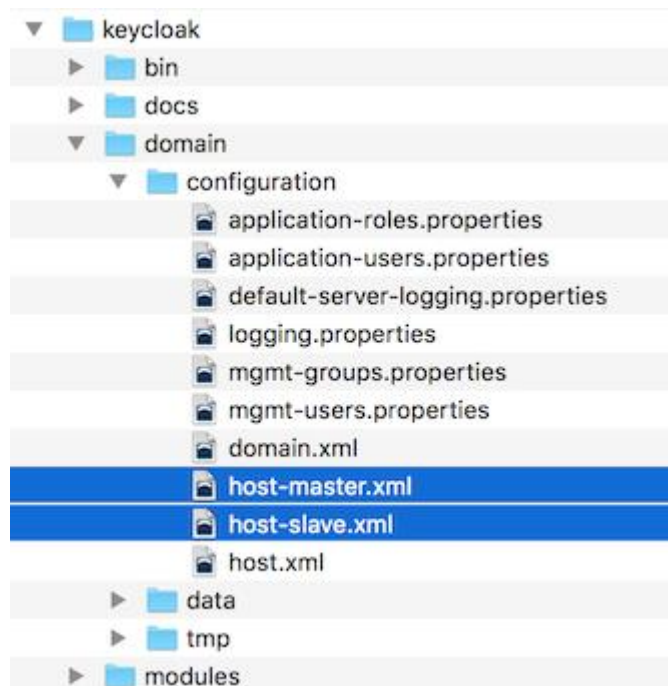 keycloak
bin
docs
domain
configuration
application-roles.properties
application-users.properties
default-server-logging.properties
logging.properties
mgmt-groups.properties
mgmt-users.properties
domain.xml
host-master.xml
host-slave.xml
host.xml
data
tmp
modules